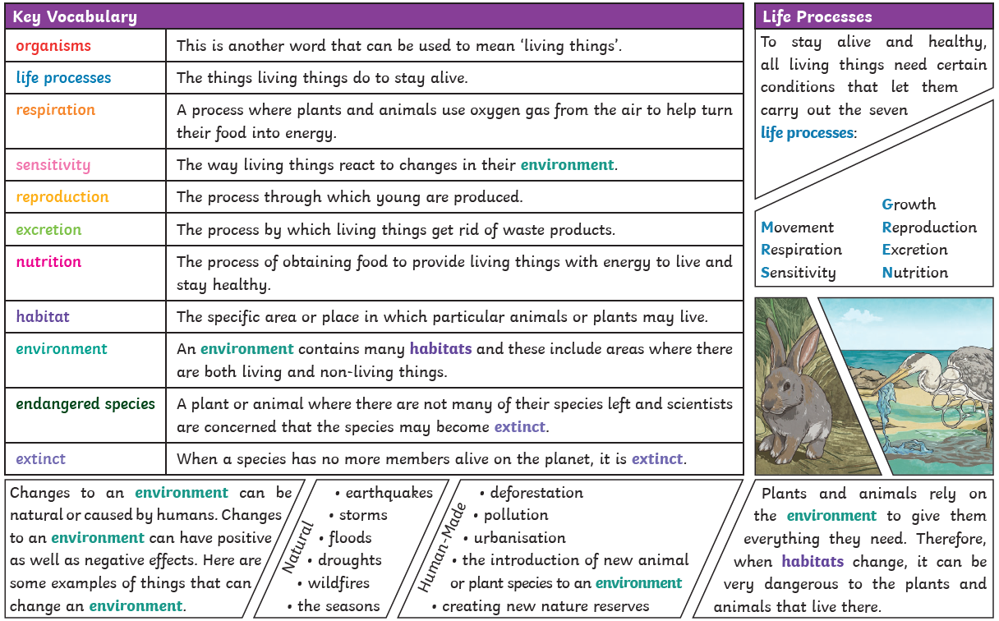 Key Vocabulary
organisms
This is another word that can be used to mean ‘living things’.
life processes
The things living things do to stay alive.
respiration
A process where plants and animals use oxygen gas from the air to help turn
their food into energy.
sensitivity
The way living things react to changes in their environment.
reproduction
The process through which young are produced.
excretion
The process by which living things get rid of waste products.
nutrition
The process of obtaining food to provide living things with energy to live and
stay healthy.
habitat
The specific area or place in which particular animals or plants may live.
environment
An environment contains many habitats and these include areas where there
are both living and non-living things.
endangered species
A plant or animal where there are not many of their species left and scientists
are concerned that the species may become extinct.
extinct
When a species has no more members alive on the planet, it is extinct.
Life Processes
To stay alive and healthy,
all living things need certain
conditions that let them
carry out the seven
life processes:
Movement
Respiration
Sensitivity
Growth
Reproduction
Excretion
Nutrition
Changes to an environment can be
natural or caused by humans. Changes
to an environment can have positive
as well as negative effects. Here are
some examples of things that can
change an environment.
Natural
• earthquakes
• storms
• floods
• droughts
• wildfires
• the seasons
Human-Made
• deforestation
• pollution
• urbanisation
• the introduction of new animal
or plant species to an environment
• creating new nature reserves
Plants and animals rely on
the environment to give them
everything they need. Therefore,
when habitats change, it can be
very dangerous to the plants and
animals that live there.